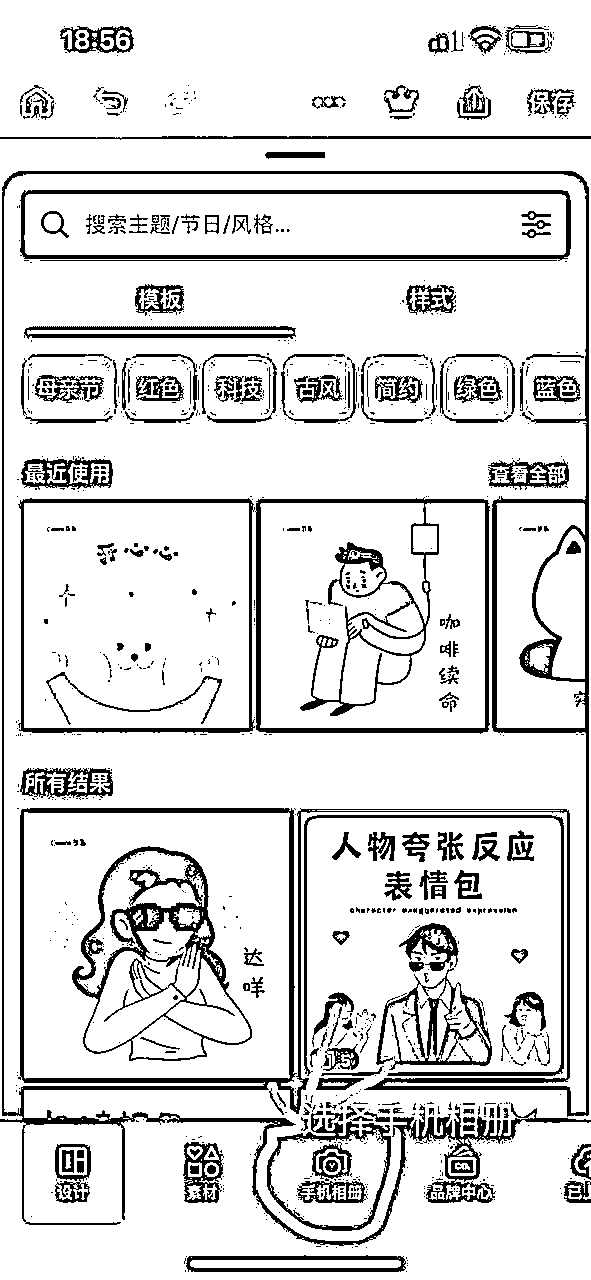 18:56
保存
搜索主题/节日/风格...
模板 样式
母亲节 红色 科技 古风 简约 绿色 蓝色
最近使用 查看全部
开心心
咖啡续命
所有结果
达咩
人物夸张反应
表情包
character exaggerated expression
选择手机相册
设计 素材 手机相册 品牌中心